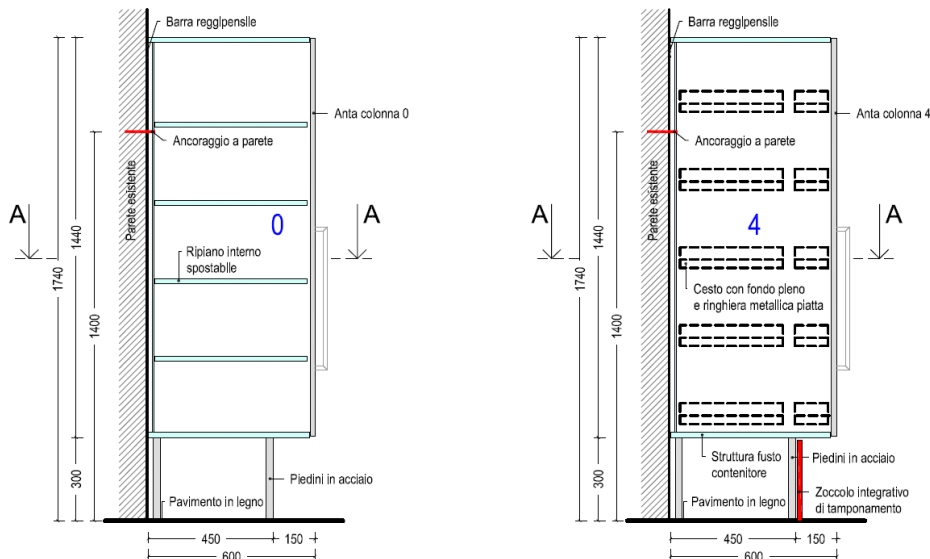 Barra reggipensile
Anta colonna 0
Ancoraggio a parete
Parete esistente
A
A
0
Ripiano interno
spostabile
1740
1440
1400
300
Piedini in acciaio
Pavimento in legno
450
150
600
Barra reggipensile
Anta colonna 4
Ancoraggio a parete
Parete esistente
A
A
4
Cesto con fondo pieno
e ringhiera metallica piatta
1740
1440
1400
300
Struttura fusto
contenitore
Piedini in acciaio
Pavimento in legno
Zoccolo integrativo
di tamponamento
450
150
600